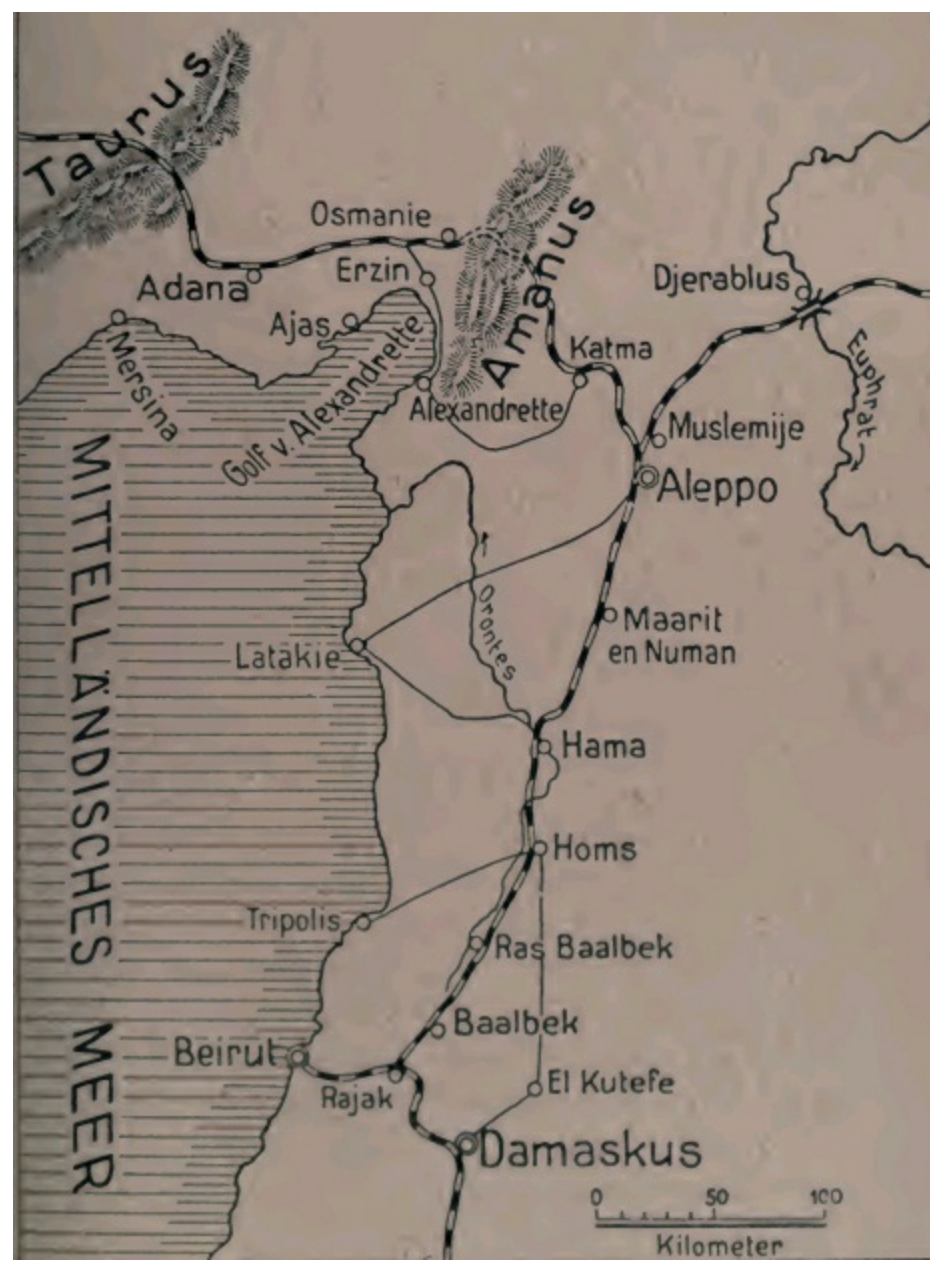 Taurus
Osmanie
Amanus
Adana
Erzin
Djerablus
Ajas
Mersina
Golf v. Alexandrette
Katma
Euphrat
Alexandrette
Muslemije
Aleppo
MITTELLÄNDISCHES MEER
Orontes
Maarit
en Numan
Latakie
Hama
Homs
Tripolis
Ras Baalbek
Baalbek
Beirut
Rajak
El Kutefe
Damaskus
0 50 100
Kilometer